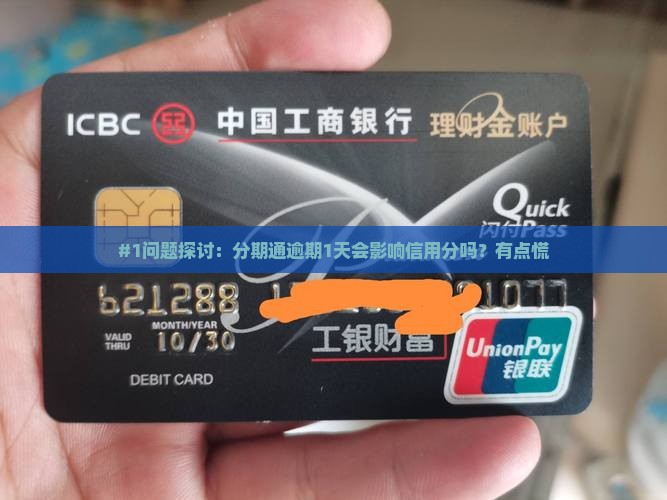 ICBC 中国工商银行 理财金账户
Quick
闪付Pass
#1问题探讨：分期通逾期1天会影响信用分吗？有点慌
621288 1 01077
MONTH/YEAR
VALID THRU 10/30
工银财富
DEBIT CARD
UnionPay
银联